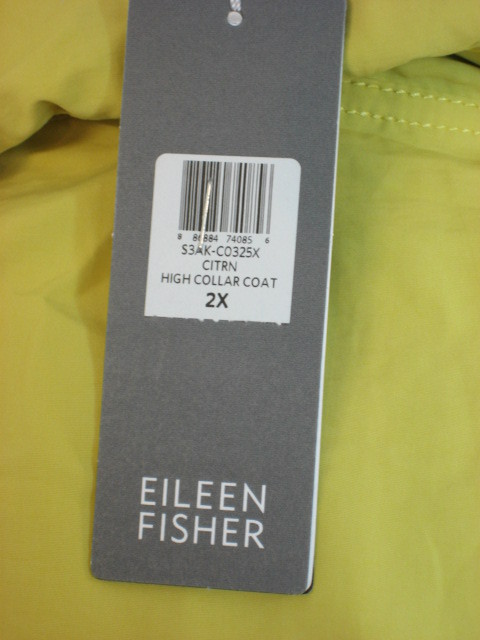 8 86884 74085 6
S3AK-C0325X
CITRN
HIGH COLLAR COAT
2X
EILEEN
FISHER